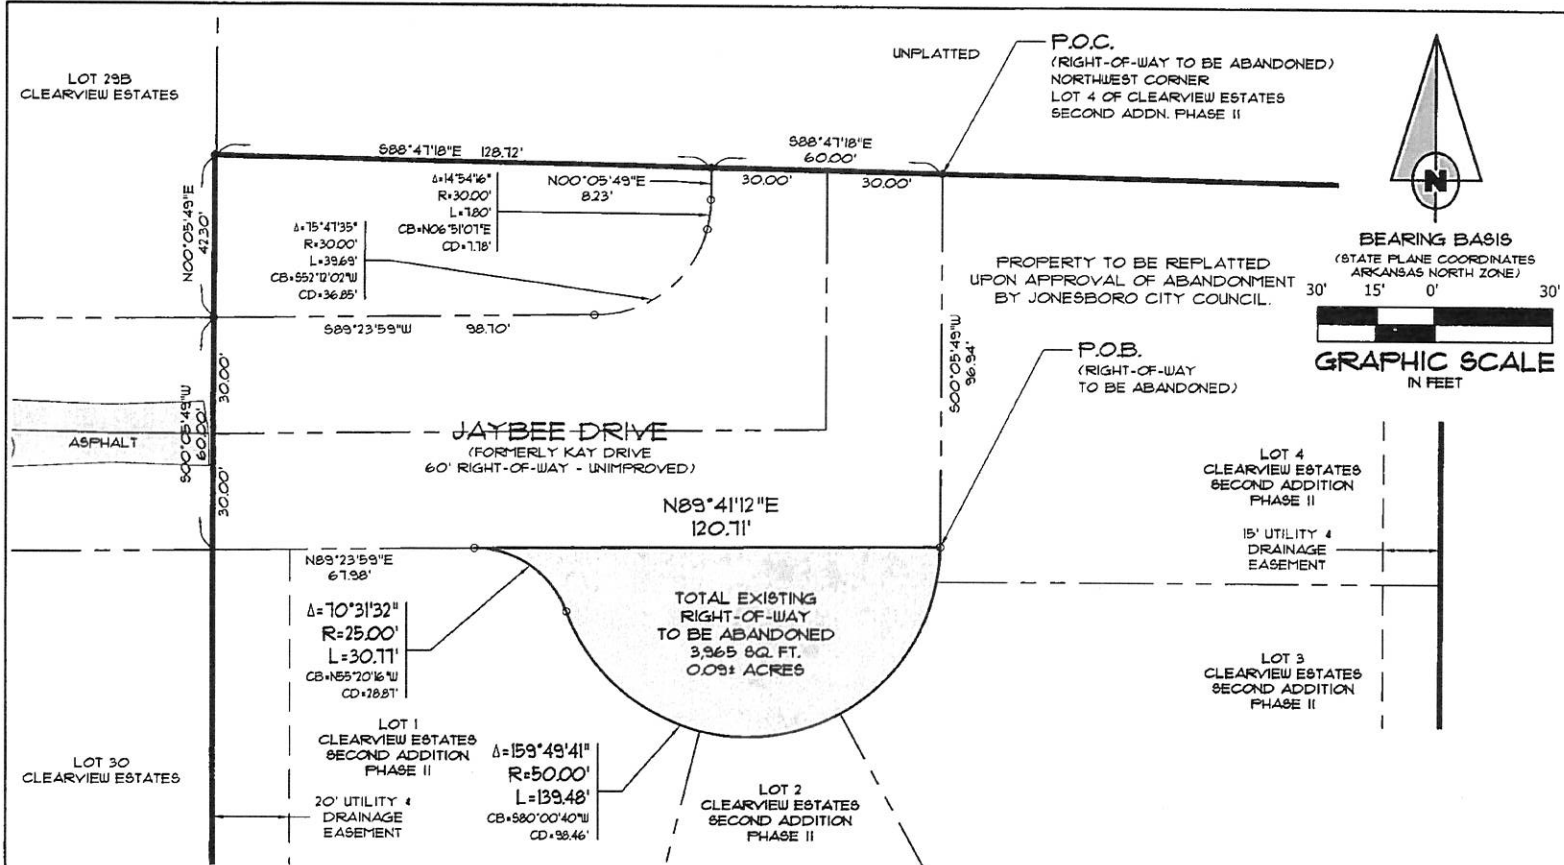 LOT 29B
CLEARVIEW ESTATES
UNPLATTED
P.O.C.
(RIGHT-OF-WAY TO BE ABANDONED)
NORTHWEST CORNER
LOT 4 OF CLEARVIEW ESTATES
SECOND ADDN. PHASE II
S88°47'18"E 128.72'
S88°47'18"E
60.00'
30.00'
30.00'
N00°05'49"E
42.30'
Δ=14°54'16"
R=30.00'
L=7.80'
CB=N06°51'07"E
CD=7.78'
N00°05'49"E
8.23'
Δ=75°47'35"
R=30.00'
L=39.69'
CB=S52°12'02"W
CD=36.85'
S89°23'59"W 98.70'
N
BEARING BASIS
(STATE PLANE COORDINATES
ARKANSAS NORTH ZONE)
30' 15' 0' 30'
GRAPHIC SCALE
IN FEET
PROPERTY TO BE REPLATTED
UPON APPROVAL OF ABANDONMENT
BY JONESBORO CITY COUNCIL.
S00°05'49"W
96.94'
P.O.B.
(RIGHT-OF-WAY
TO BE ABANDONED)
30.00'
S00°05'49"W
60.00'
30.00'
ASPHALT
JAYBEE DRIVE
(FORMERLY KAY DRIVE
60' RIGHT-OF-WAY - UNIMPROVED)
N89°41'12"E
120.71'
LOT 4
CLEARVIEW ESTATES
SECOND ADDITION
PHASE II
15' UTILITY &
DRAINAGE
EASEMENT
N89°23'59"E
67.98'
Δ=70°31'32"
R=25.00'
L=30.77'
CB=N55°20'16"W
CD=28.87'
TOTAL EXISTING
RIGHT-OF-WAY
TO BE ABANDONED
3,965 SQ. FT.
0.09± ACRES
LOT 3
CLEARVIEW ESTATES
SECOND ADDITION
PHASE II
LOT 1
CLEARVIEW ESTATES
SECOND ADDITION
PHASE II
LOT 30
CLEARVIEW ESTATES
20' UTILITY &
DRAINAGE
EASEMENT
Δ=159°49'41"
R=50.00'
L=139.48'
CB=S80°00'40"W
CD=98.46'
LOT 2
CLEARVIEW ESTATES
SECOND ADDITION
PHASE II